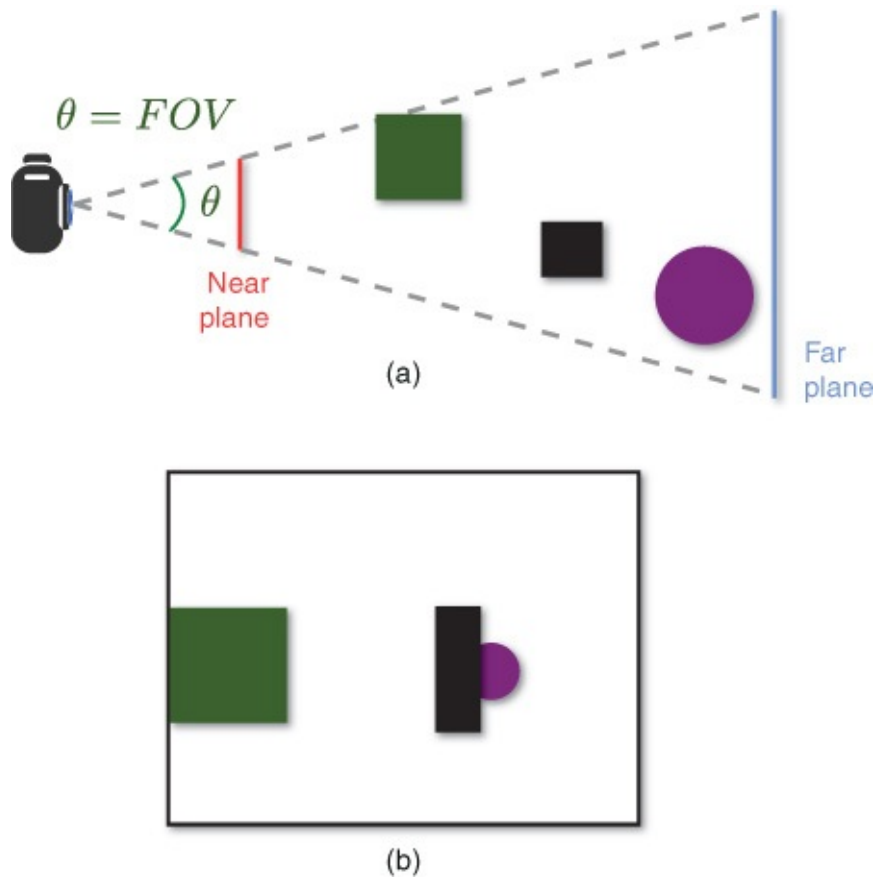 θ = FOV
θ
Near
plane
Far
plane
(a)
(b)